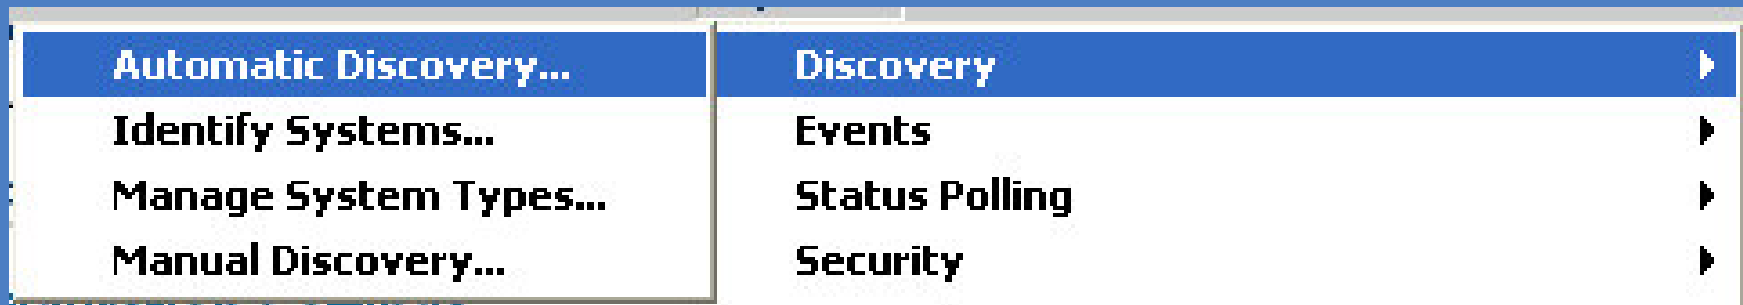 Automatic Discovery...
Identify Systems...
Manage System Types...
Manual Discovery...
Discovery
Events
Status Polling
Security